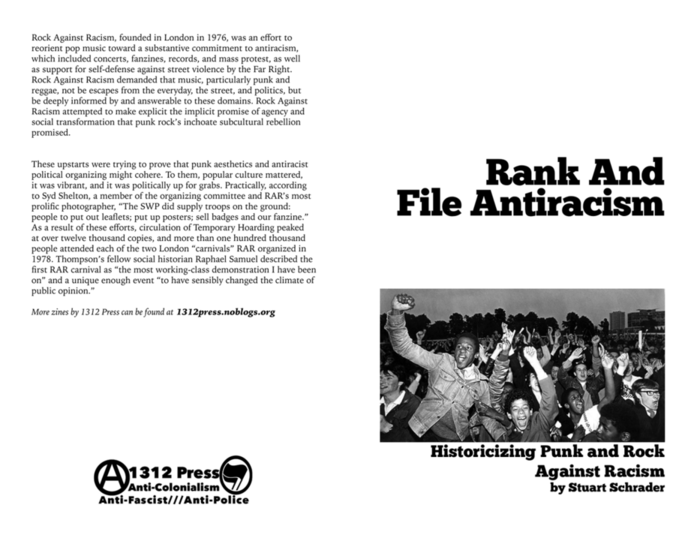 Rock Against Racism, founded in London in 1976, was an effort to
reorient pop music toward a substantive commitment to antiracism,
which included concerts, fanzines, records, and mass protest, as well
as support for self-defense against street violence by the Far Right.
Rock Against Racism demanded that music, particularly punk and
reggae, not be escapes from the everyday, the street, and politics, but
be deeply informed by and answerable to these domains. Rock Against
Racism attempted to make explicit the implicit promise of agency and
social transformation that punk rock's inchoate subcultural rebellion
promised.
These upstarts were trying to prove that punk aesthetics and antiracist
political organizing might cohere. To them, popular culture mattered,
it was vibrant, and it was politically up for grabs. Practically, according
to Syd Shelton, a member of the organizing committee and RAR's most
prolific photographer, "The SWP did supply troops on the ground:
people to put out leaflets; put up posters; sell badges and our fanzine."
As a result of these efforts, circulation of Temporary Hoarding peaked
at over twelve thousand copies, and more than one hundred thousand
people attended each of the two London "carnivals" RAR organized in
1978. Thompson's fellow social historian Raphael Samuel described the
first RAR carnival as "the most working-class demonstration I have been
on" and a unique enough event "to have sensibly changed the climate of
public opinion."
More zines by 1312 Press can be found at 1312press.noblogs.org
1312 Press
Anti-Colonialism
Anti-Fascist///Anti-Police
Rank And
File Antiracism
Historicizing Punk and Rock
Against Racism
by Stuart Schrader